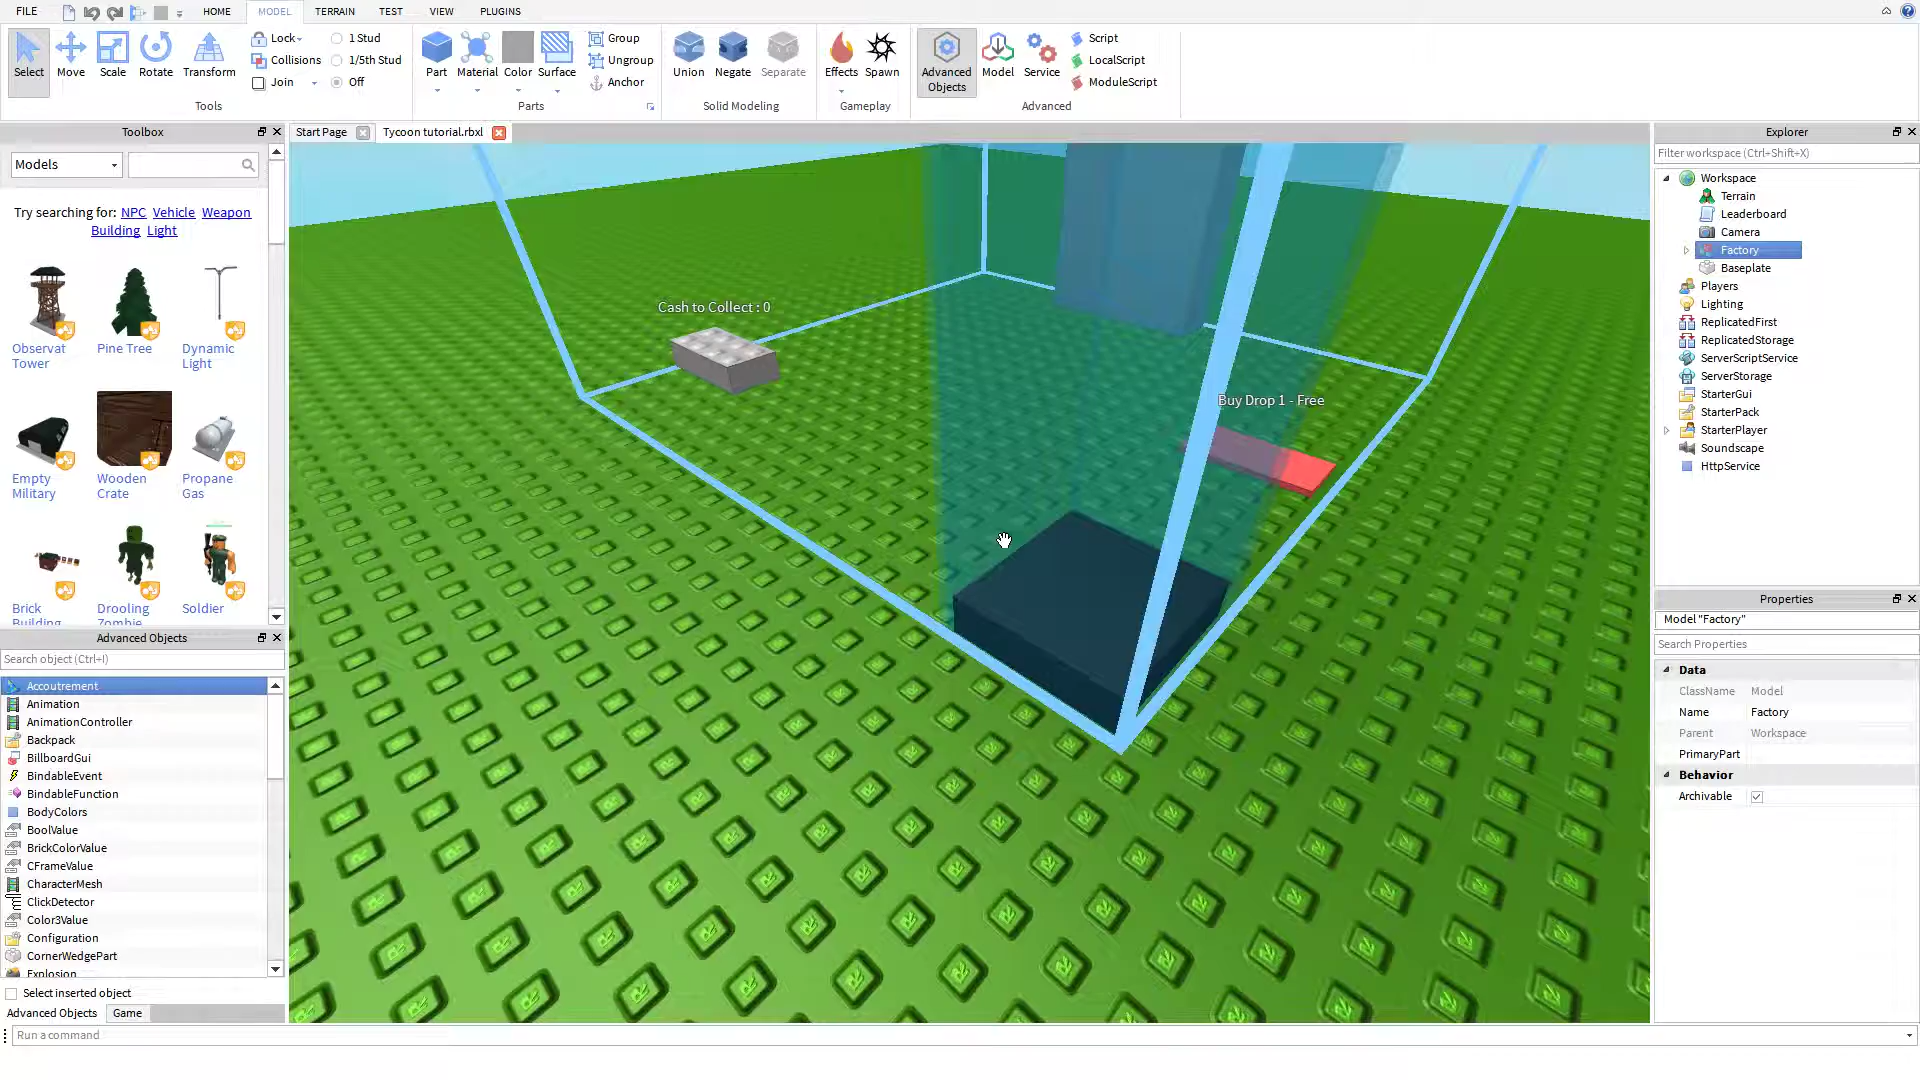 FILE
HOME
MODEL
TERRAIN
TEST
VIEW
PLUGINS
Select
Move
Scale
Rotate
Transform
Lock
Collisions
Join
1 Stud
1/5th Stud
Off
Tools
Part
Material
Color
Surface
Group
Ungroup
Anchor
Parts
Union
Negate
Separate
Solid Modeling
Effects
Spawn
Gameplay
Advanced
Objects
Model
Service
Script
LocalScript
ModuleScript
Advanced
Toolbox
Models
Try searching for: NPC Vehicle Weapon
Building Light
Observat
Tower
Pine Tree
Dynamic
Light
Empty
Military
Wooden
Crate
Propane
Gas
Brick
Building
Drooling
Zombie
Soldier
Advanced Objects
Search object (Ctrl+I)
Accoutrement
Animation
AnimationController
Backpack
BillboardGui
BindableEvent
BindableFunction
BodyColors
BoolValue
BrickColorValue
CFrameValue
CharacterMesh
ClickDetector
Color3Value
Configuration
CornerWedgePart
Explosion
Select inserted object
Advanced Objects
Game
Run a command
Start Page
Tycoon tutorial.rbxl
Cash to Collect : 0
Buy Drop 1 - Free
Explorer
Filter workspace (Ctrl+Shift+X)
Workspace
Terrain
Leaderboard
Camera
Factory
Baseplate
Players
Lighting
ReplicatedFirst
ReplicatedStorage
ServerScriptService
ServerStorage
StarterGui
StarterPack
StarterPlayer
Soundscape
HttpService
Properties
Model "Factory"
Search Properties
Data
ClassName Model
Name Factory
Parent Workspace
PrimaryPart
Behavior
Archivable